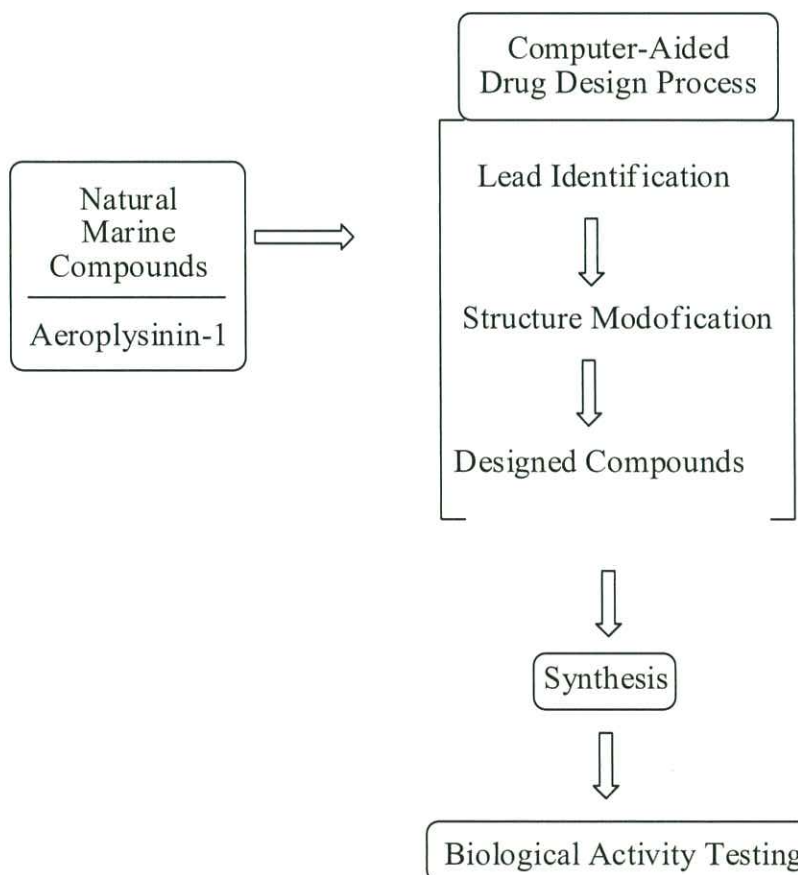 Computer-Aided
Drug Design Process
Natural
Marine
Compounds
Aeroplysinin-1
Lead Identification
Structure Modofication
Designed Compounds
Synthesis
Biological Activity Testing